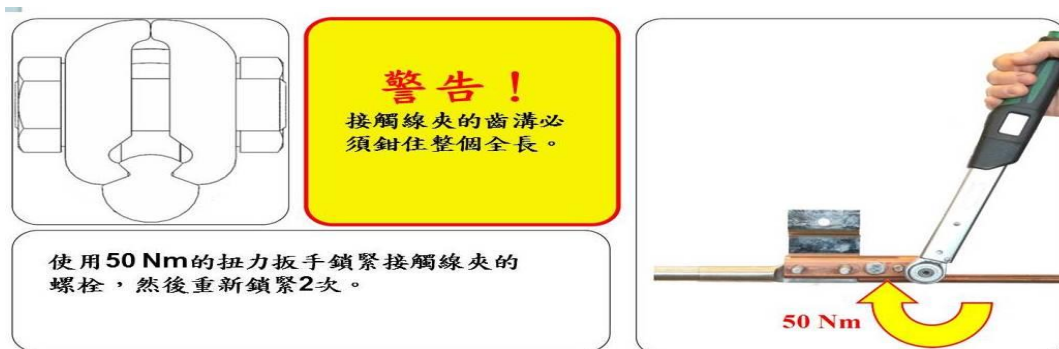 警告！
接觸線夾的齒溝必
須鉗住整個全長。
使用50 Nm的扭力扳手鎖緊接觸線夾的
螺栓，然後重新鎖緊2次。
50 Nm